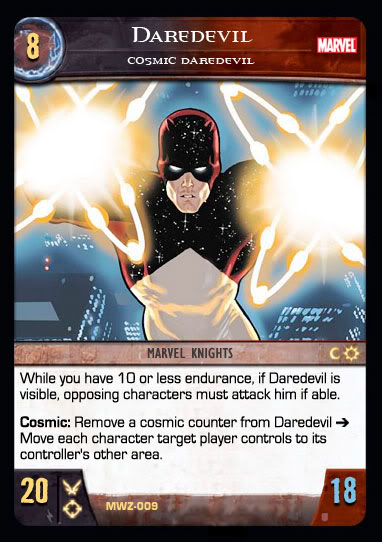 8
DAREDEVIL
COSMIC DAREDEVIL
MARVEL
MARVEL KNIGHTS
C
While you have 10 or less endurance, if Daredevil is
visible, opposing characters must attack him if able.
Cosmic: Remove a cosmic counter from Daredevil ➔
Move each character target player controls to its
controller's other area.
20
MWZ-009
18